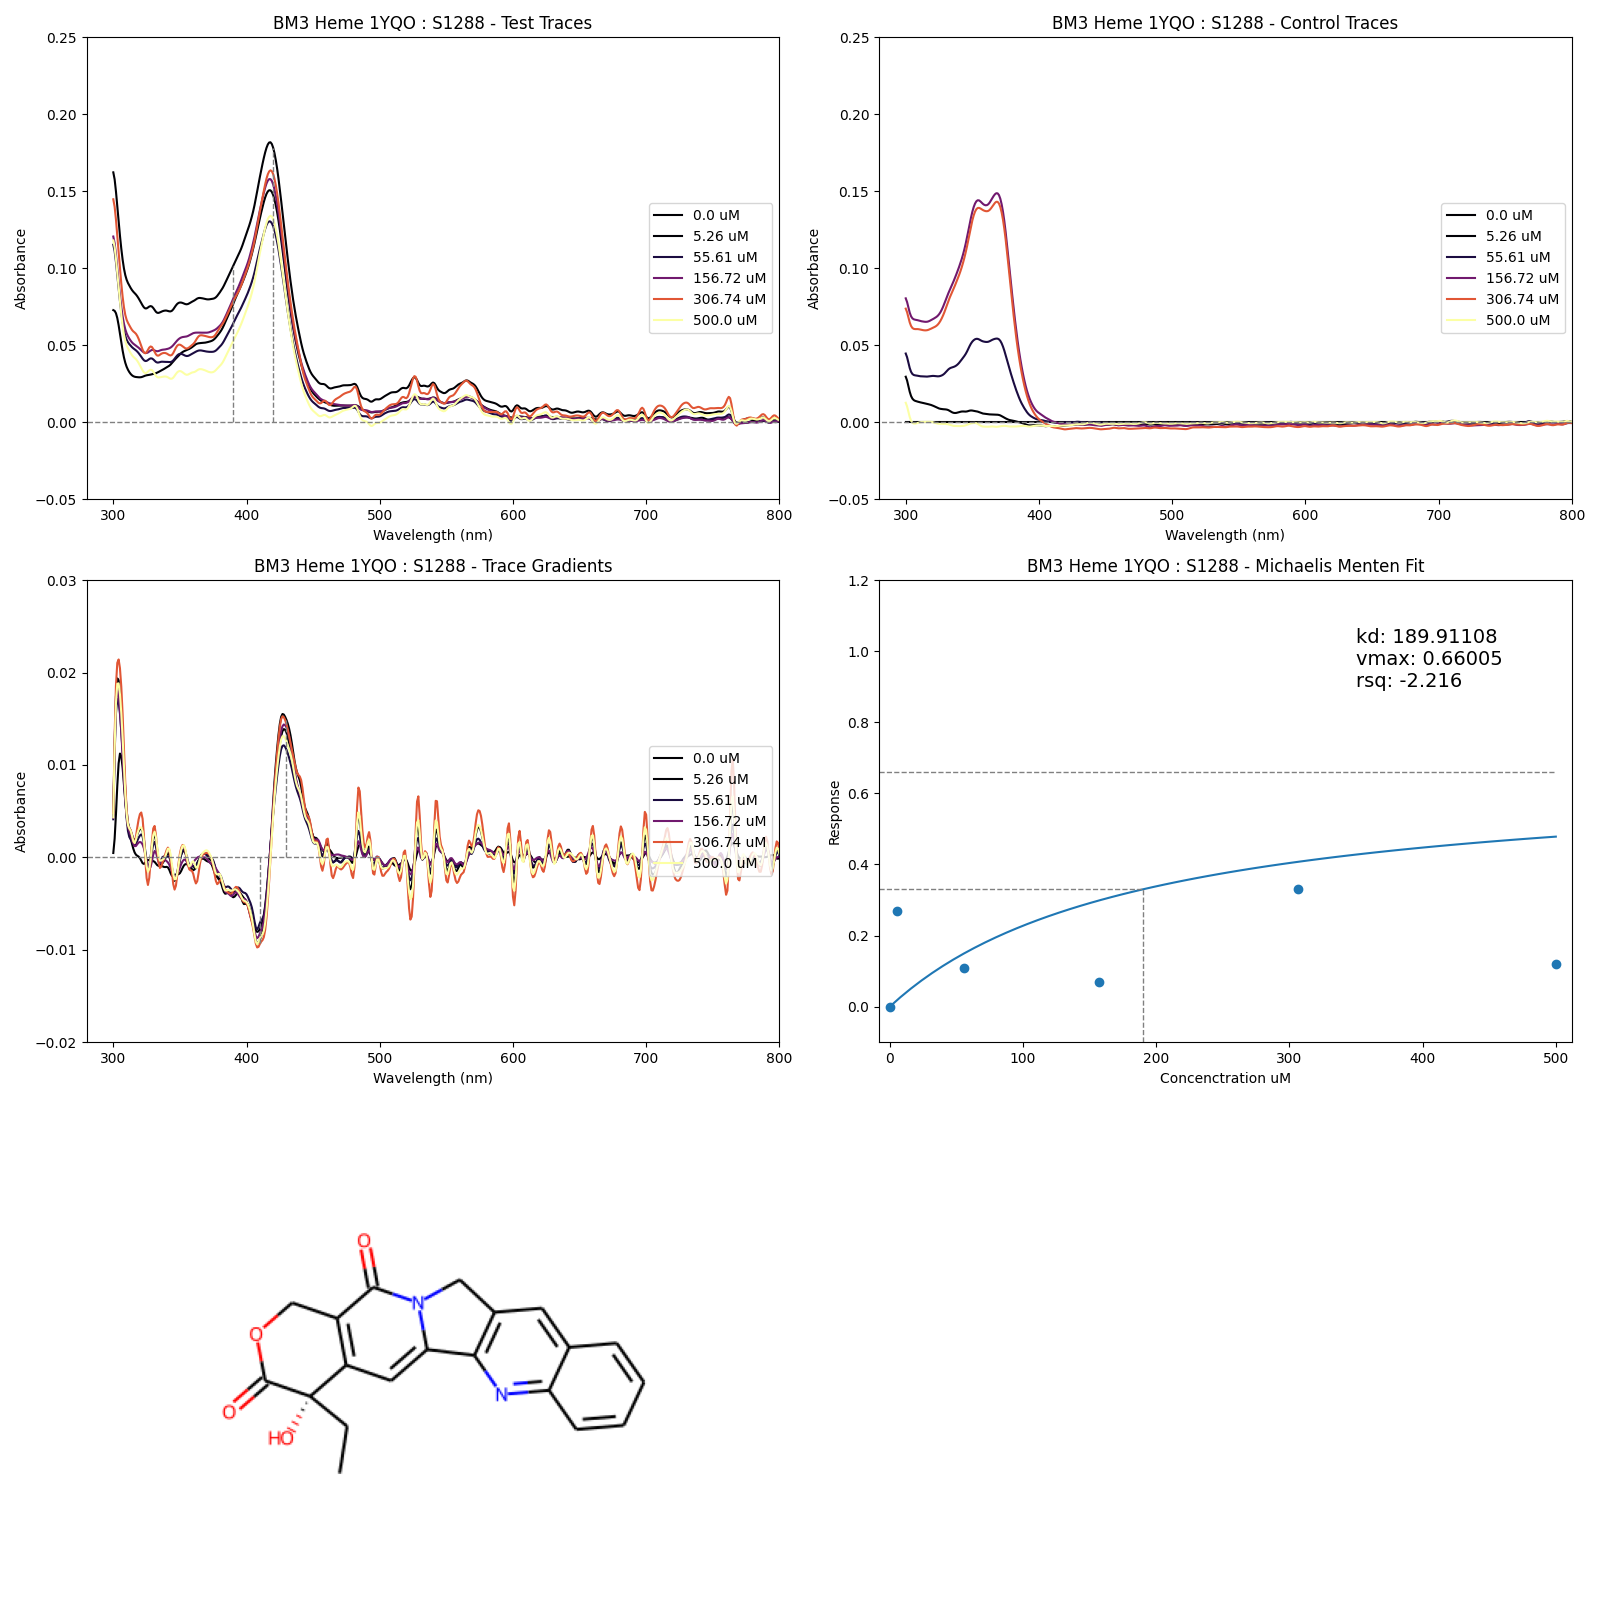 BM3 Heme 1YQO : S1288 - Test Traces
0.25
0.20
0.15
0.10
0.05
0.00
−0.05
Absorbance
300
400
500
600
700
800
Wavelength (nm)
0.0 uM
5.26 uM
55.61 uM
156.72 uM
306.74 uM
500.0 uM
BM3 Heme 1YQO : S1288 - Control Traces
0.25
0.20
0.15
0.10
0.05
0.00
−0.05
Absorbance
300
400
500
600
700
800
Wavelength (nm)
0.0 uM
5.26 uM
55.61 uM
156.72 uM
306.74 uM
500.0 uM
BM3 Heme 1YQO : S1288 - Trace Gradients
0.03
0.02
0.01
0.00
−0.01
−0.02
Absorbance
300
400
500
600
700
800
Wavelength (nm)
0.0 uM
5.26 uM
55.61 uM
156.72 uM
306.74 uM
500.0 uM
BM3 Heme 1YQO : S1288 - Michaelis Menten Fit
1.2
1.0
0.8
0.6
0.4
0.2
0.0
Response
kd: 189.91108
vmax: 0.66005
rsq: -2.216
0
100
200
300
400
500
Concenctration uM
O
N
O
O
HO
N